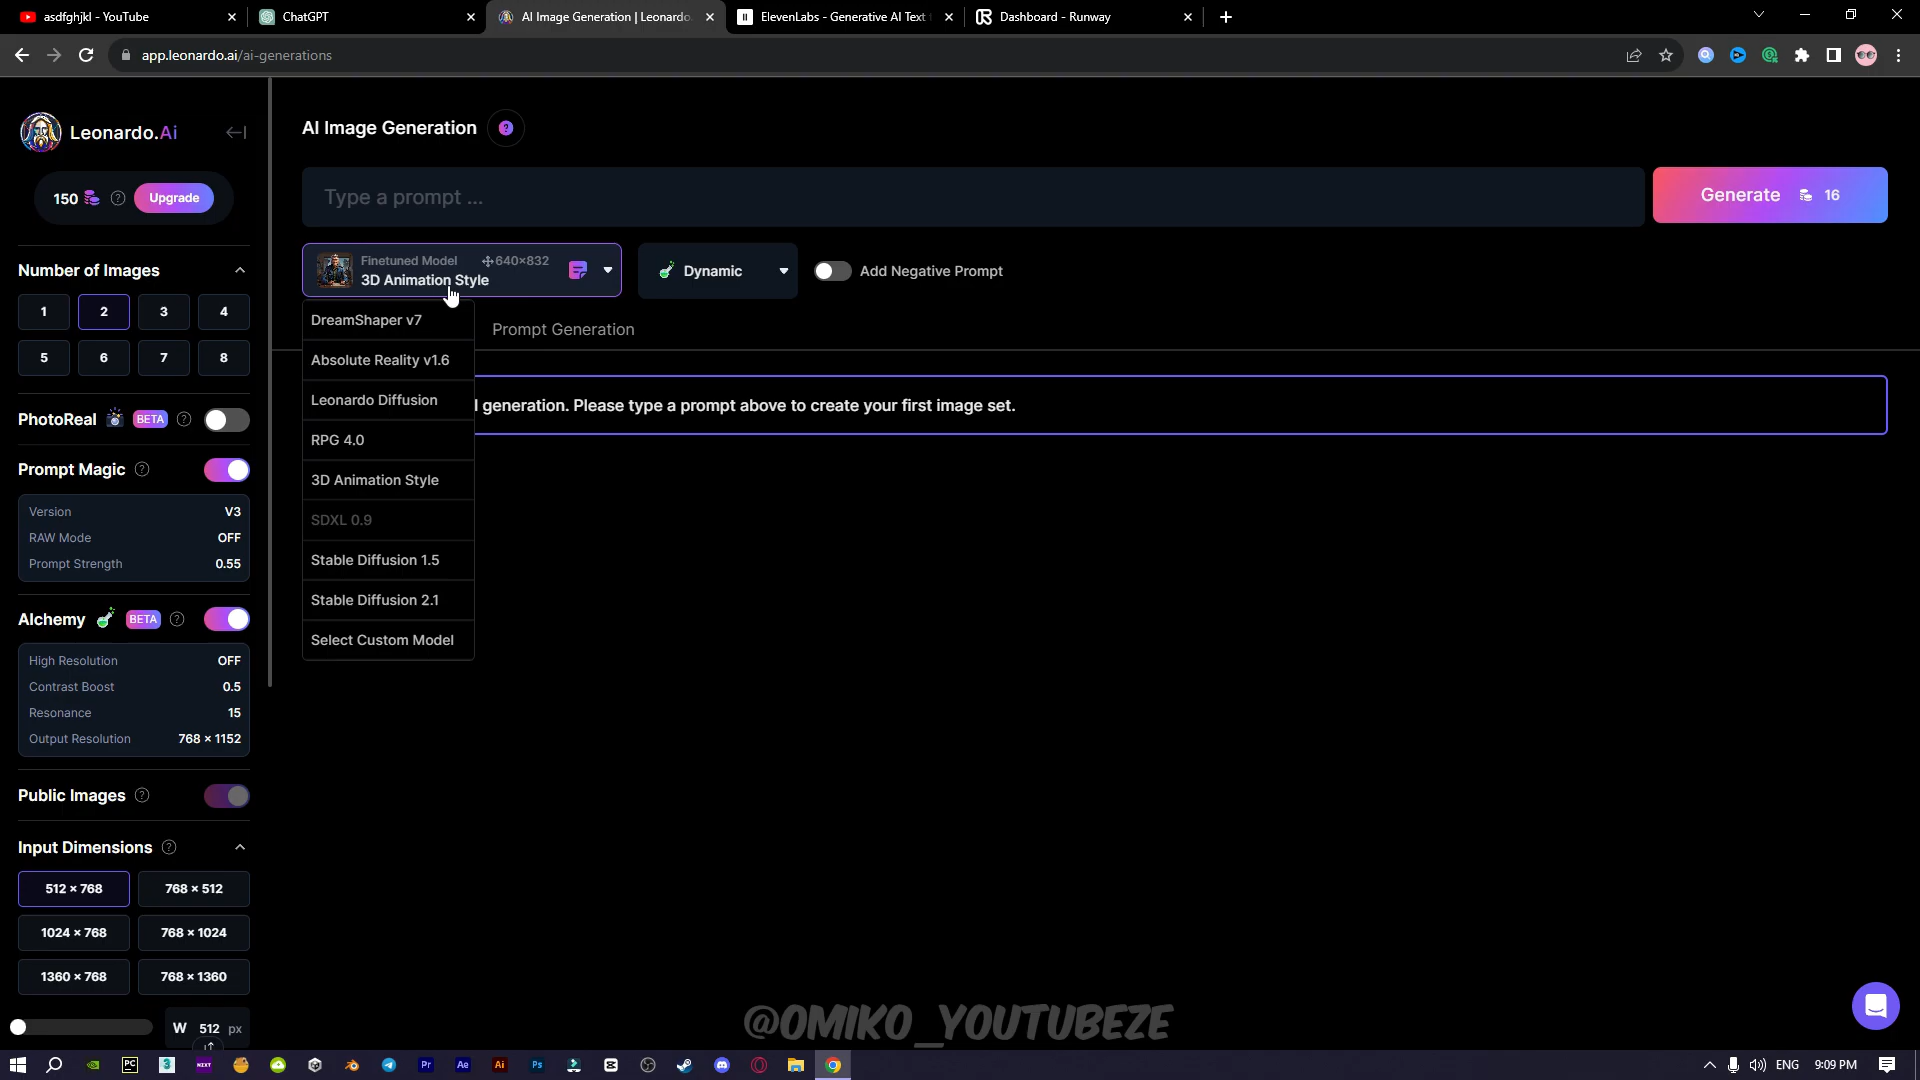 asdfghjkl - YouTube
ChatGPT
AI Image Generation | Leonardo.
ElevenLabs - Generative AI Text
Dashboard - Runway
app.leonardo.ai/ai-generations
Leonardo.Ai
150
Upgrade
Number of Images
1 2 3 4
5 6 7 8
PhotoReal BETA
Prompt Magic
Version V3
RAW Mode OFF
Prompt Strength 0.55
Alchemy BETA
High Resolution OFF
Contrast Boost 0.5
Resonance 15
Output Resolution 768 × 1152
Public Images
Input Dimensions
512 × 768 768 × 512
1024 × 768 768 × 1024
1360 × 768 768 × 1360
W 512 px
AI Image Generation ?
Type a prompt ...
Generate 16
Finetuned Model 640×832
3D Animation Style
Dynamic
Add Negative Prompt
Prompt Generation
DreamShaper v7
Absolute Reality v1.6
Leonardo Diffusion
RPG 4.0
3D Animation Style
SDXL 0.9
Stable Diffusion 1.5
Stable Diffusion 2.1
Select Custom Model
l generation. Please type a prompt above to create your first image set.
@OMIKO_YOUTUBEZE
PC
3
NZXT
Pr
Ae
Ai
Ps
ENG
9:09 PM